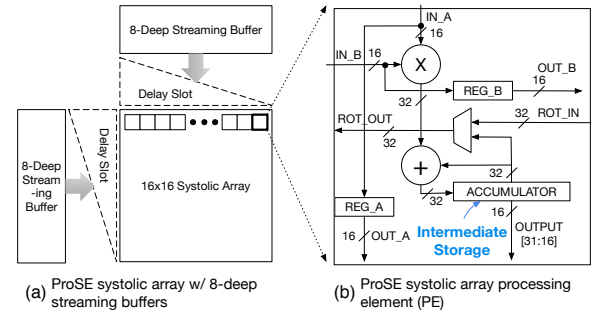 8-Deep Streaming Buffer
Delay Slot
8-Deep
Stream
-ing
Buffer
Delay Slot
16x16 Systolic Array
(a) ProSE systolic array w/ 8-deep
streaming buffers
IN_A
16
IN_B
16
X
OUT_B
16
REG_B
32
32
ROT_IN
ROT_OUT
32
+
32
32
ACCUMULATOR
REG_A
16
OUT_A
Intermediate
Storage
16
OUTPUT
[31:16]
(b) ProSE systolic array processing
element (PE)